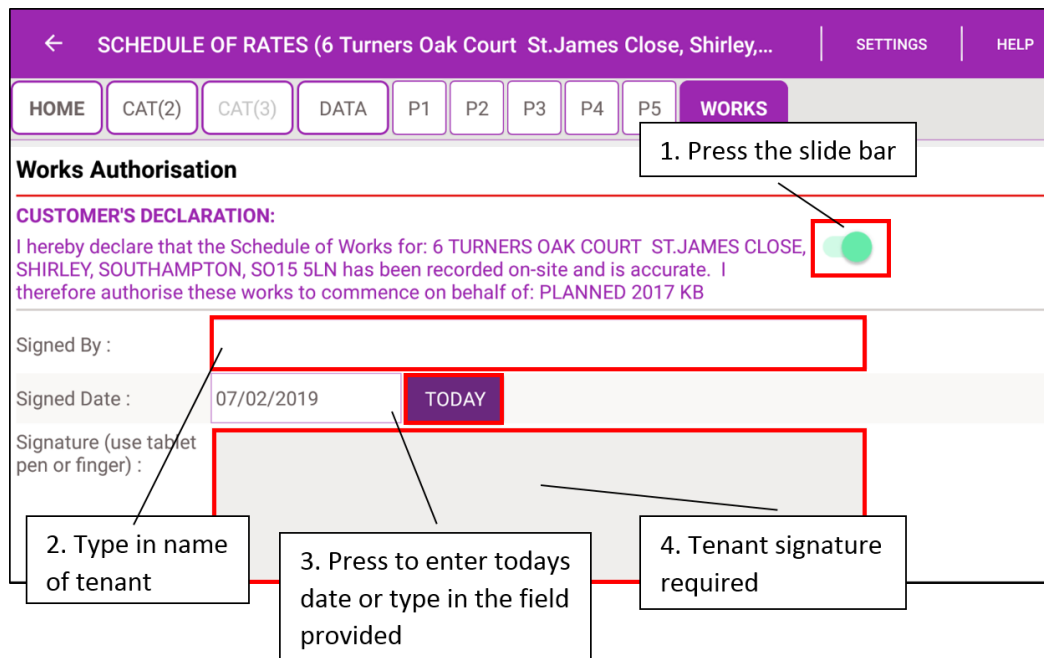 ← SCHEDULE OF RATES (6 Turners Oak Court St.James Close, Shirley,... SETTINGS HELP
HOME CAT(2) CAT(3) DATA P1 P2 P3 P4 P5 WORKS
1. Press the slide bar
Works Authorisation
CUSTOMER'S DECLARATION:
I hereby declare that the Schedule of Works for: 6 TURNERS OAK COURT ST.JAMES CLOSE,
SHIRLEY, SOUTHAMPTON, SO15 5LN has been recorded on-site and is accurate. I
therefore authorise these works to commence on behalf of: PLANNED 2017 KB
Signed By :
Signed Date : 07/02/2019 TODAY
Signature (use tablet
pen or finger) :
2. Type in name
of tenant
3. Press to enter todays
date or type in the field
provided
4. Tenant signature
required